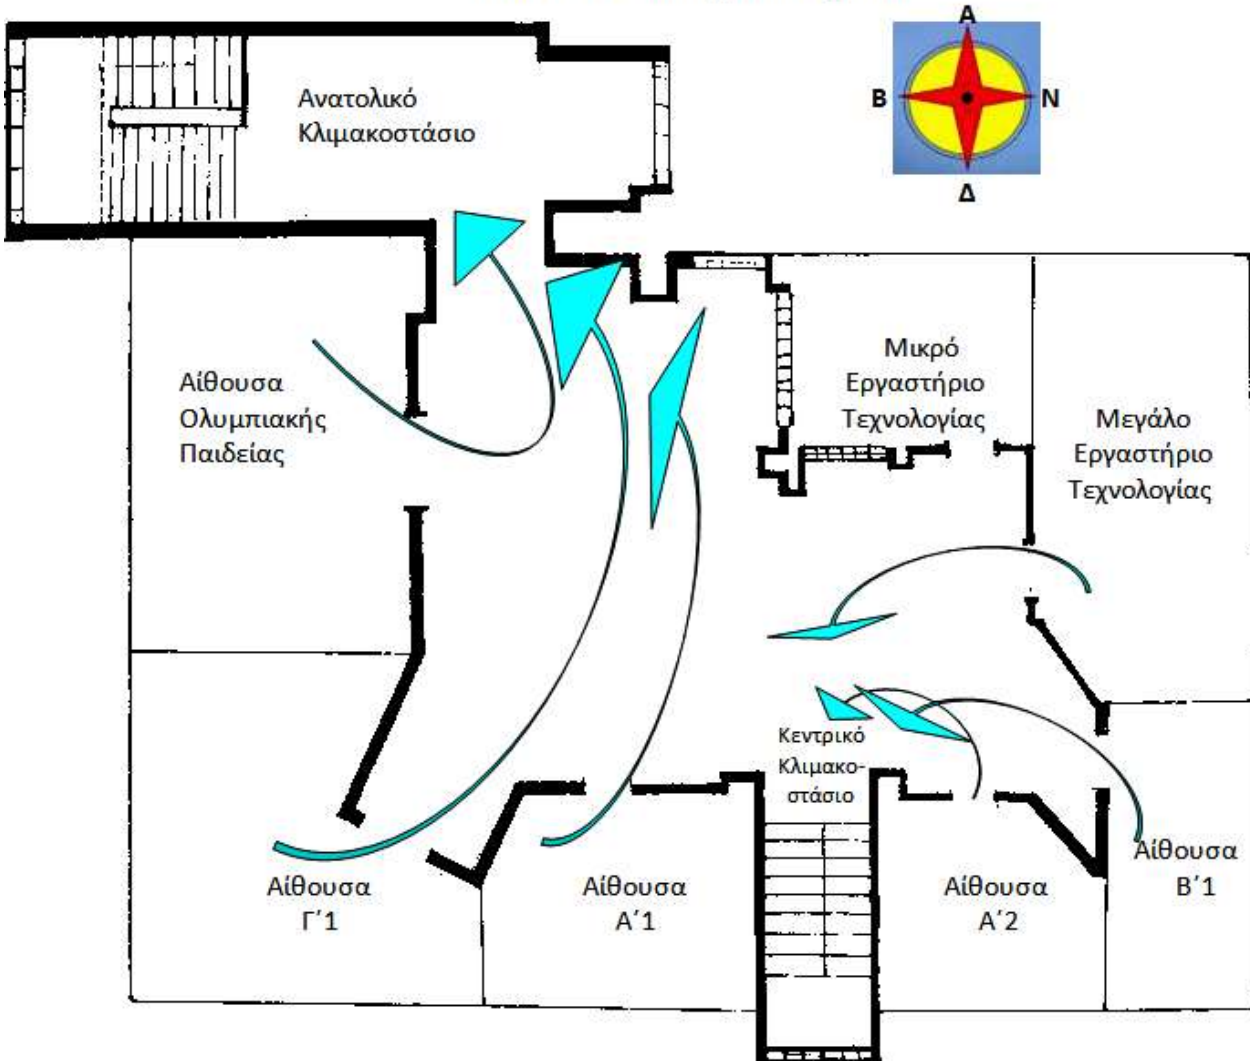 Ανατολικό
Κλιμακοστάσιο
Α
Β
Ν
Δ
Αίθουσα
Ολυμπιακής
Παιδείας
Μικρό
Εργαστήριο
Τεχνολογίας
Μεγάλο
Εργαστήριο
Τεχνολογίας
Κεντρικό
Κλιμακο-
στάσιο
Αίθουσα
Γ΄1
Αίθουσα
Α΄1
Αίθουσα
Α΄2
Αίθουσα
Β΄1